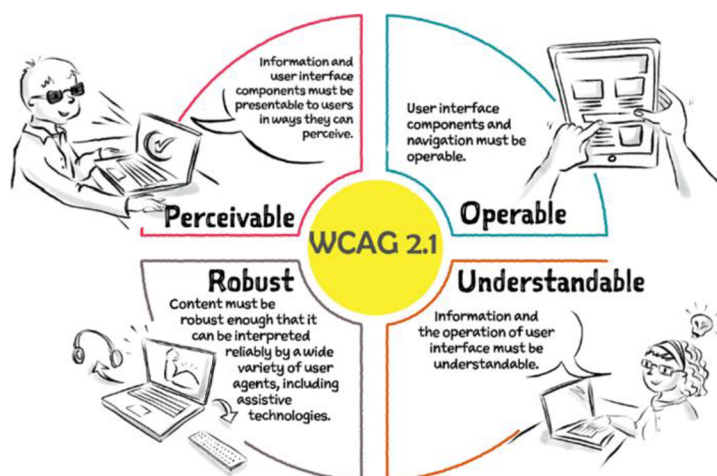 Information and
user interface
components must be
presentable to users
in ways they can
perceive.
Perceivable
User interface
components and
navigation must be
operable.
Operable
WCAG 2.1
Robust
Content must be
robust enough that it
can be interpreted
reliably by a wide
variety of user
agents, including
assistive
technologies.
Understandable
Information and
the operation of user
interface must be
understandable.